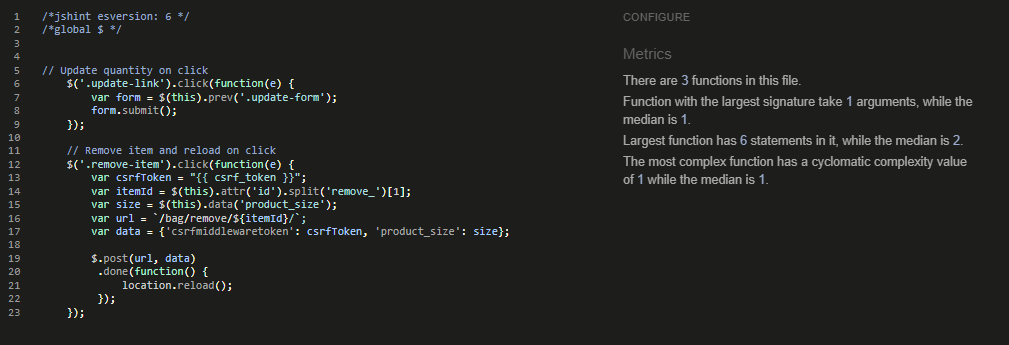 1 /*jshint esversion: 6 */
2 /*global $ */
3
4
5 // Update quantity on click
6 $('.update-link').click(function(e) {
7 var form = $(this).prev('.update-form');
8 form.submit();
9 });
10
11 // Remove item and reload on click
12 $('.remove-item').click(function(e) {
13 var csrfToken = "{{ csrf_token }}";
14 var itemId = $(this).attr('id').split('remove_')[1];
15 var size = $(this).data('product_size');
16 var url = `/bag/remove/${itemId}/`;
17 var data = {'csrfmiddlewaretoken': csrfToken, 'product_size': size};
18
19 $.post(url, data)
20 .done(function() {
21 location.reload();
22 });
23 });
CONFIGURE
Metrics
There are 3 functions in this file.
Function with the largest signature take 1 arguments, while the
median is 1.
Largest function has 6 statements in it, while the median is 2.
The most complex function has a cyclomatic complexity value
of 1 while the median is 1.